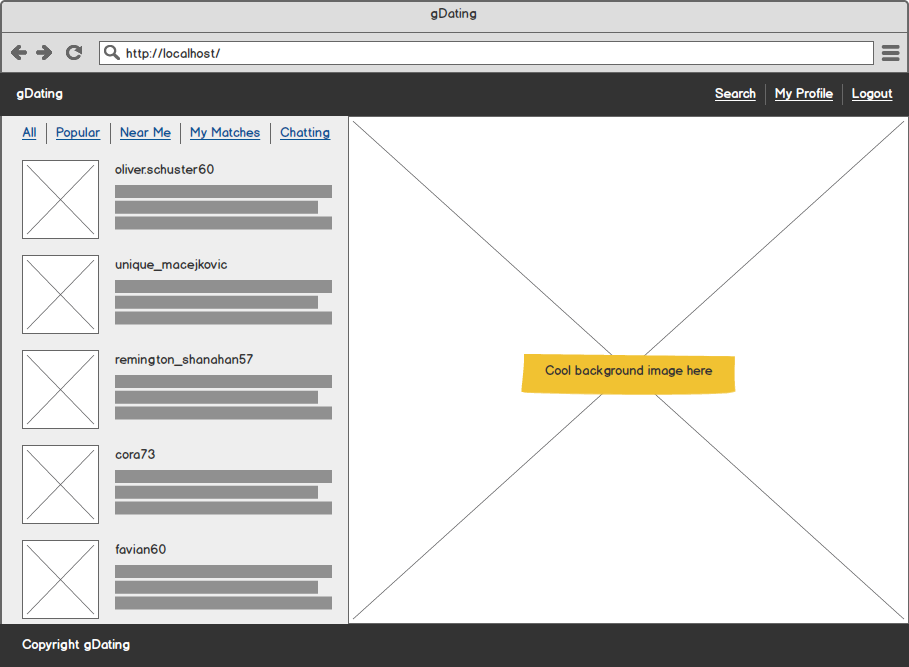 gDating
http://localhost/
gDating
Search
My Profile
Logout
All
Popular
Near Me
My Matches
Chatting
oliver.schuster60
unique_macejkovic
remington_shanahan57
cora73
favian60
Cool background image here
Copyright gDating